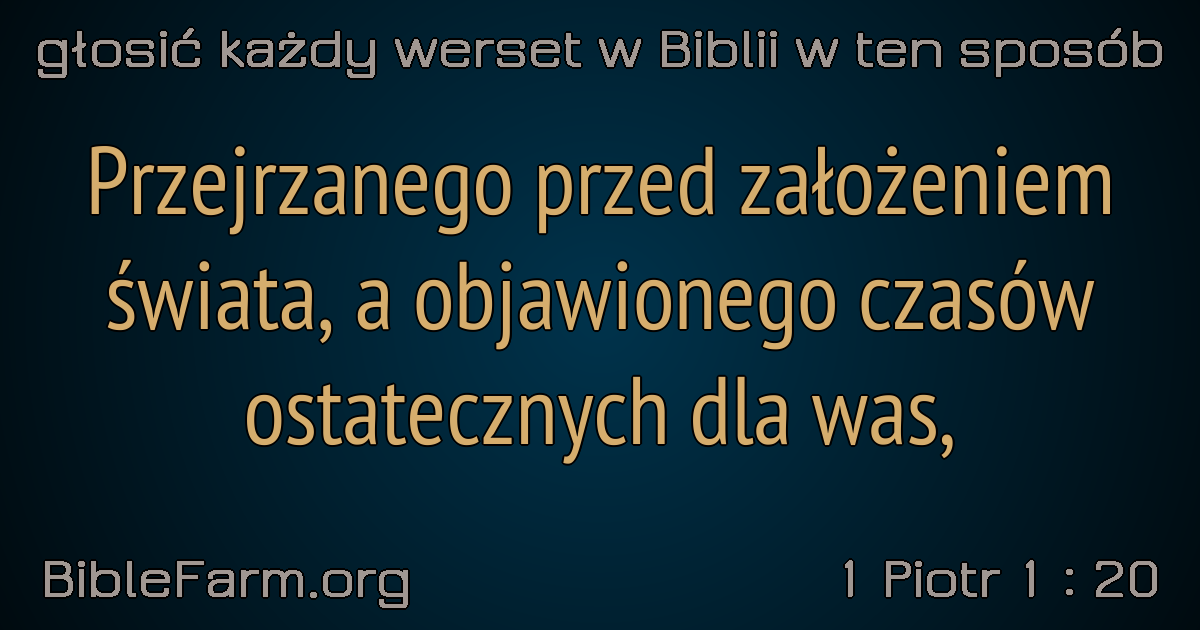 głosić każdy werset w Biblii w ten sposób
Przejrzanego przed założeniem
świata, a objawionego czasów
ostatecznych dla was,
BibleFarm.org
1 Piotr 1 : 20